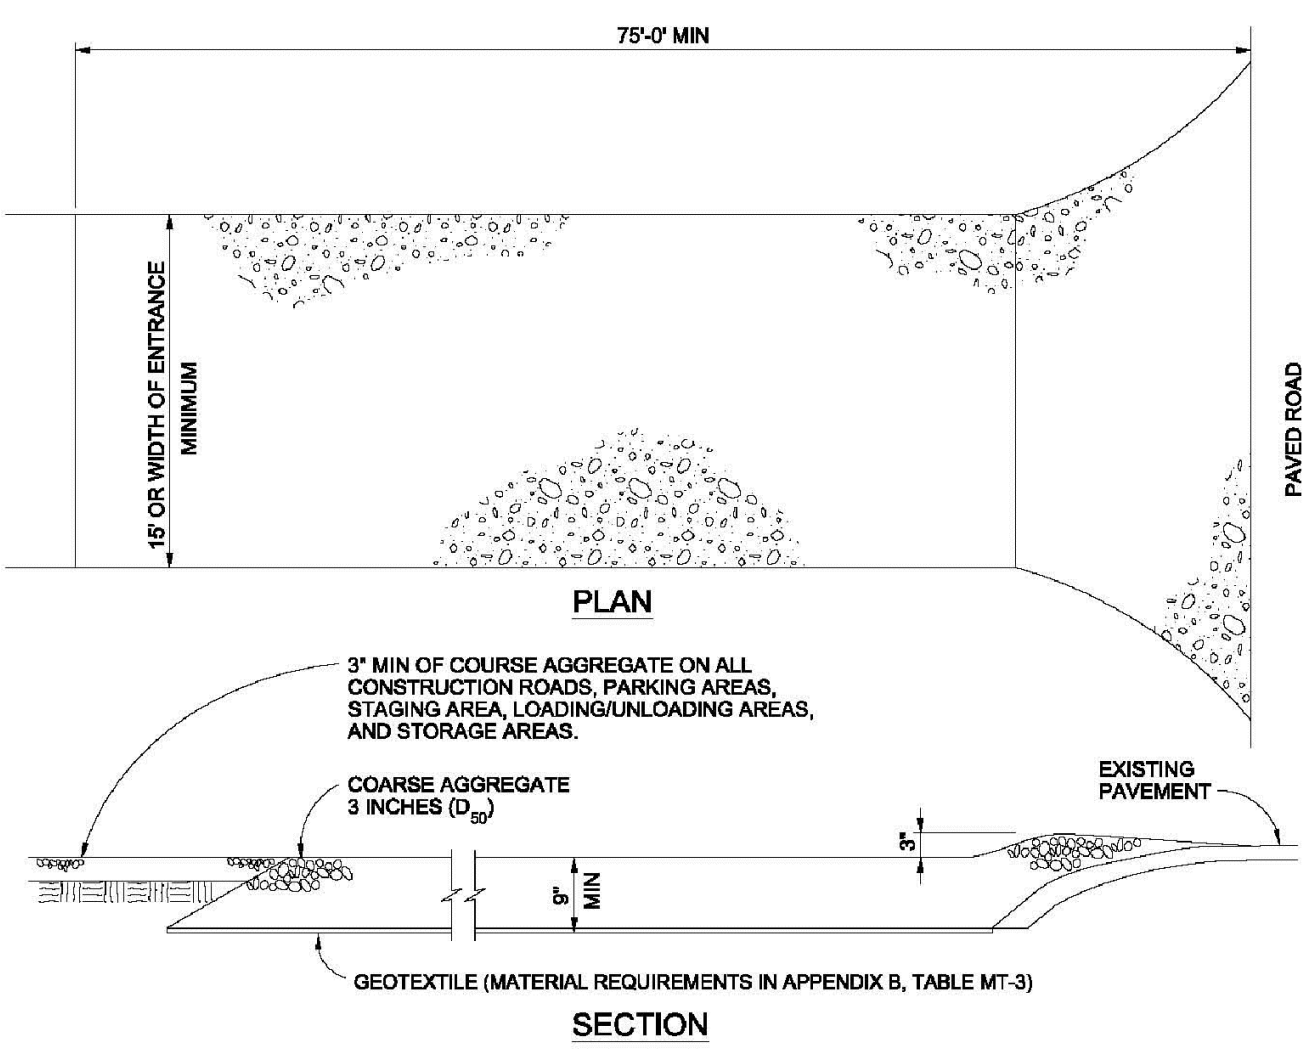 75'-0' MIN
15' OR WIDTH OF ENTRANCE
MINIMUM
PAVED ROAD
PLAN
3" MIN OF COURSE AGGREGATE ON ALL
CONSTRUCTION ROADS, PARKING AREAS,
STAGING AREA, LOADING/UNLOADING AREAS,
AND STORAGE AREAS.
COARSE AGGREGATE
3 INCHES (D50)
EXISTING
PAVEMENT
3"
9"
MIN
GEOTEXTILE (MATERIAL REQUIREMENTS IN APPENDIX B, TABLE MT-3)
SECTION